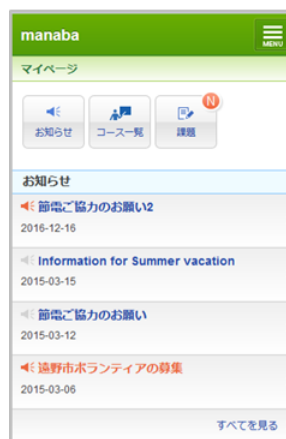 manaba
MENU
マイページ
N
お知らせ
コース一覧
課題
お知らせ
節電ご協力のお願い2
2016-12-16
Information for Summer vacation
2015-03-15
節電ご協力のお願い
2015-03-12
遠野市ボランティアの募集
2015-03-06
すべてを見る